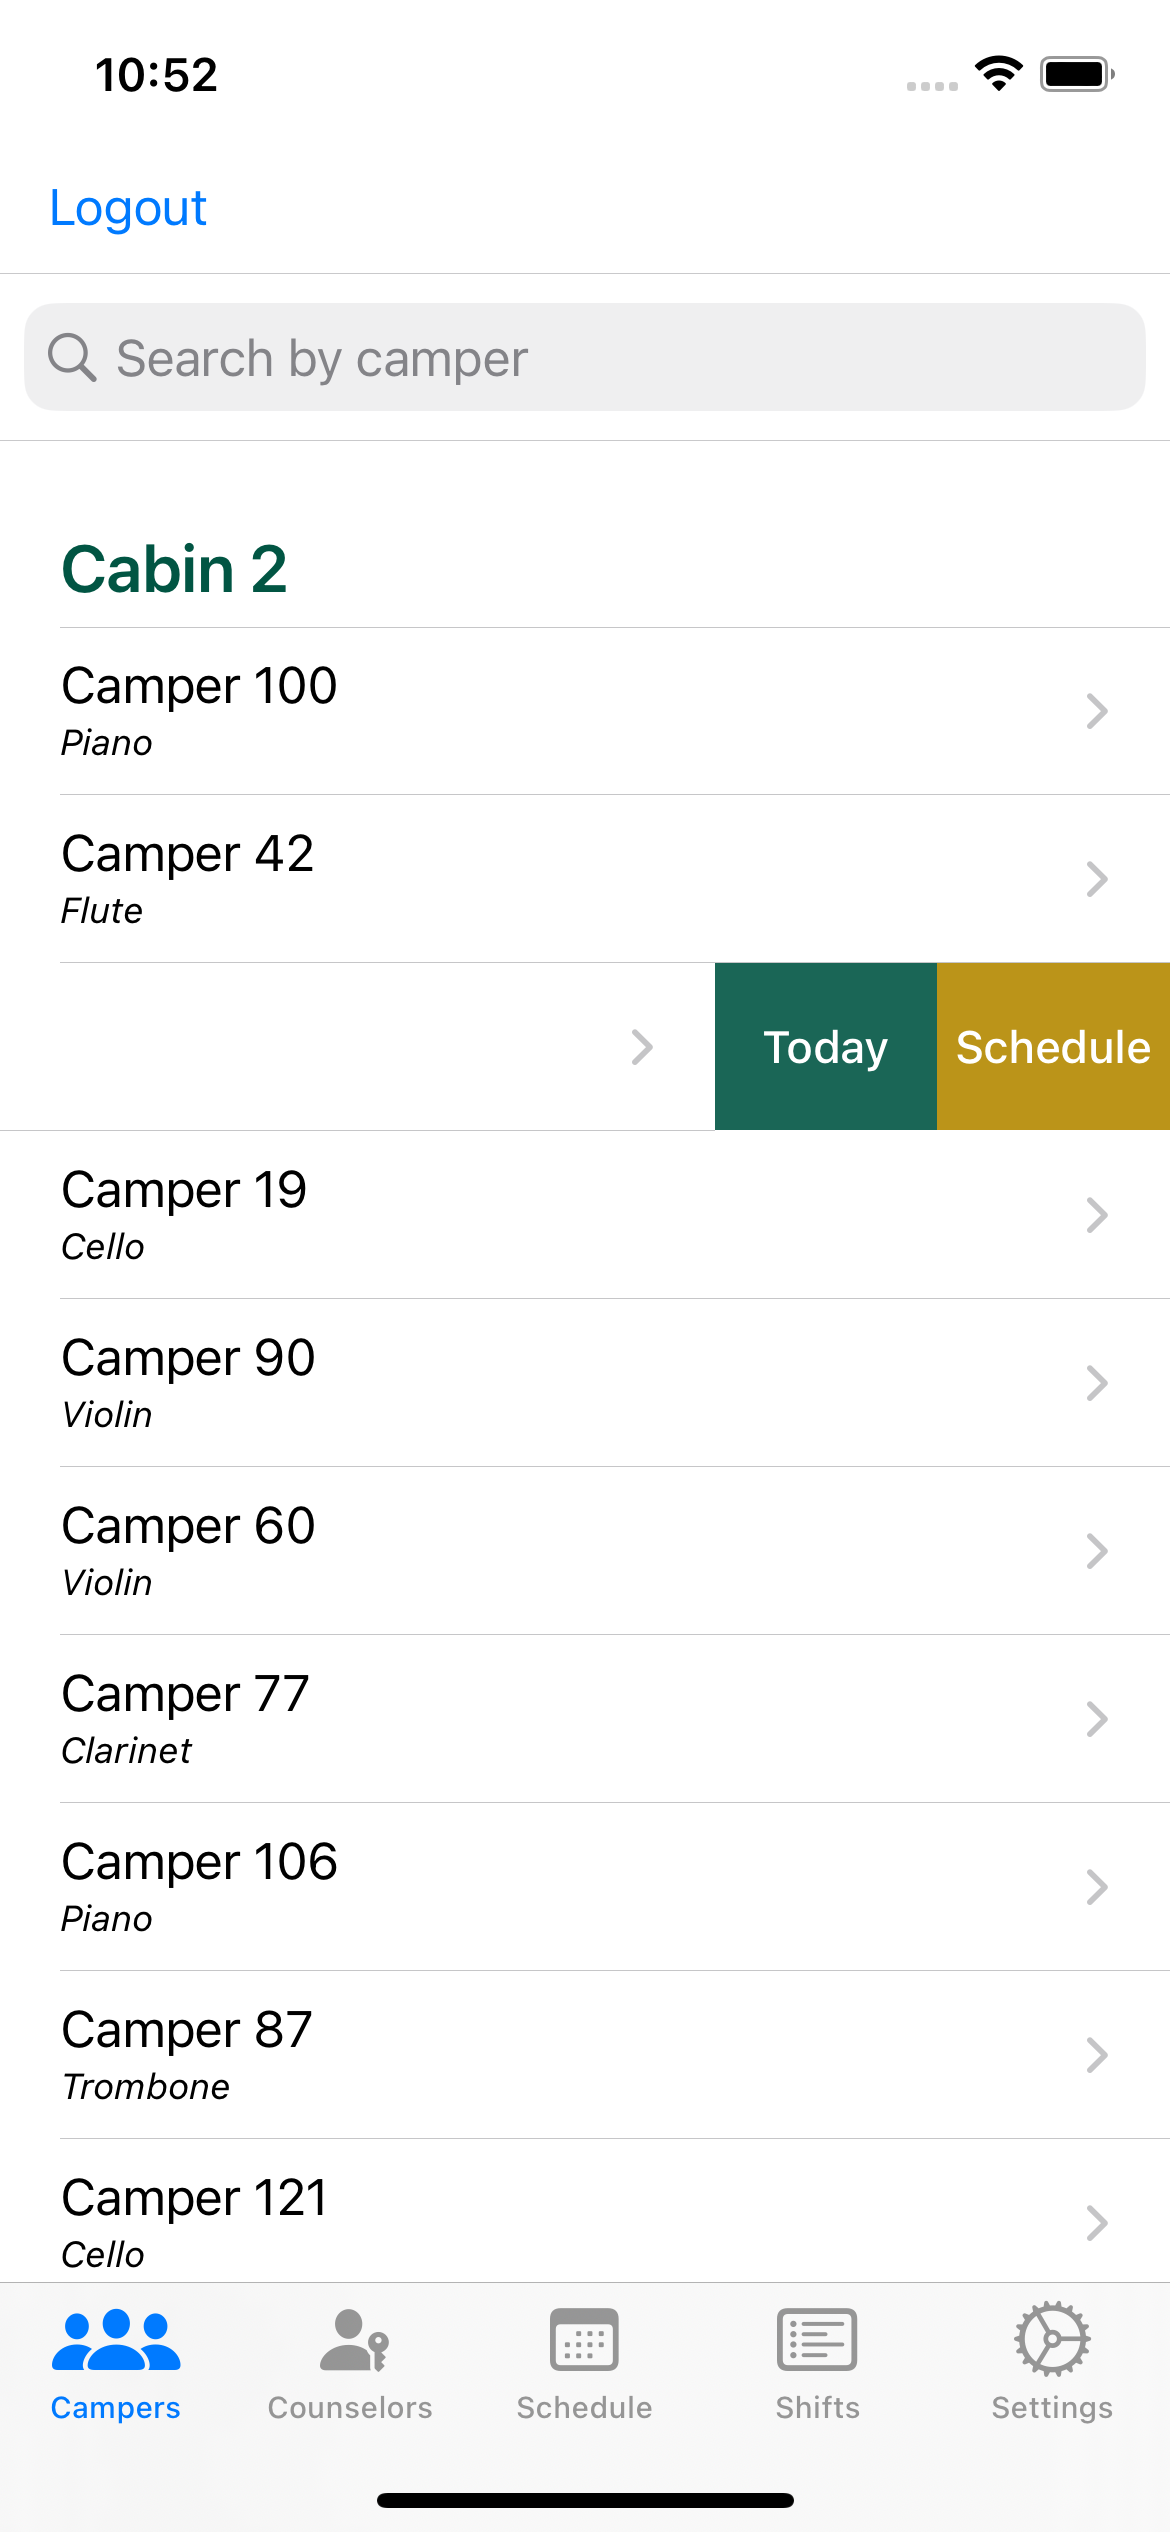 10:52
Logout
Search by camper
Cabin 2
Camper 100
Piano
Camper 42
Flute
Today Schedule
Camper 19
Cello
Camper 90
Violin
Camper 60
Violin
Camper 77
Clarinet
Camper 106
Piano
Camper 87
Trombone
Camper 121
Cello
Campers Counselors Schedule Shifts Settings